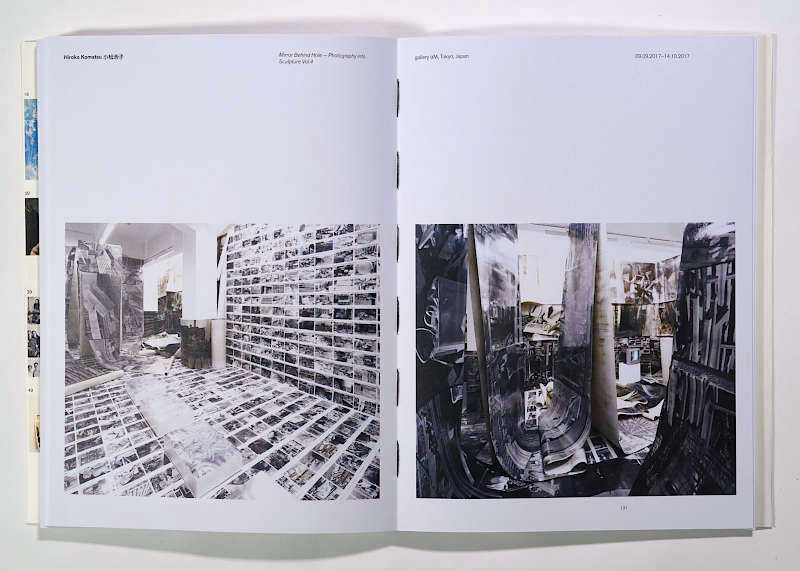 Hiroko Komatsu 小松浩子
Mirror Behind Hole — Photography into
Sculpture Vol.4
gallery αM, Tokyo, Japan
09.09.2017–14.10.2017
131